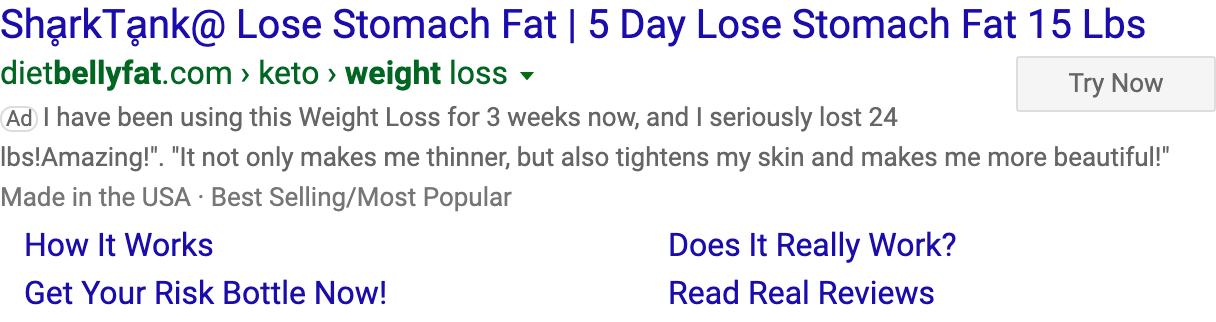 ShḁrkTḁnk@ Lose Stomach Fat | 5 Day Lose Stomach Fat 15 Lbs
dietbellyfat.com › keto › weight loss
Try Now
Ad I have been using this Weight Loss for 3 weeks now, and I seriously lost 24
lbs!Amazing!". "It not only makes me thinner, but also tightens my skin and makes me more beautiful!"
Made in the USA · Best Selling/Most Popular
How It Works
Does It Really Work?
Get Your Risk Bottle Now!
Read Real Reviews